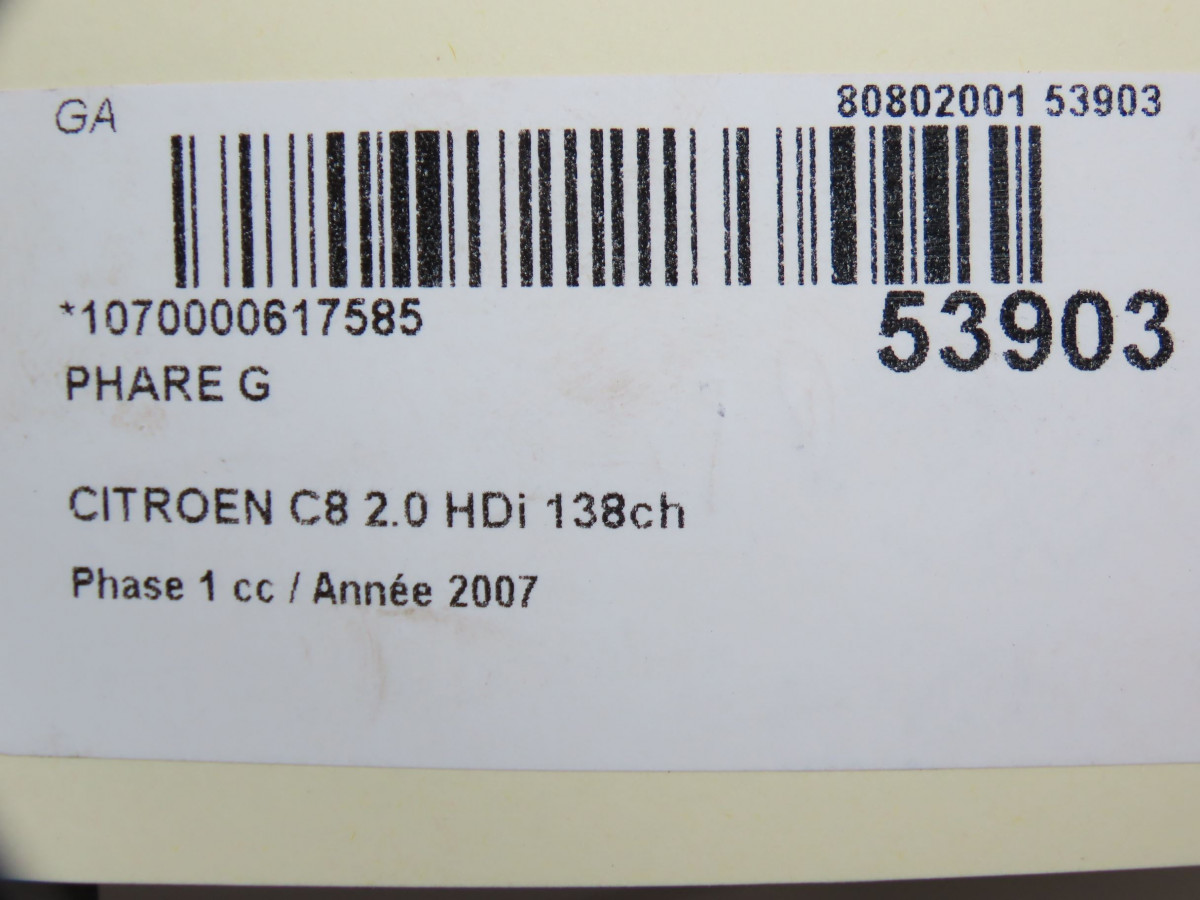 GA
80802001 53903
*1070000617585
53903
PHARE G
CITROEN C8 2.0 HDi 138ch
Phase 1 cc / Année 2007